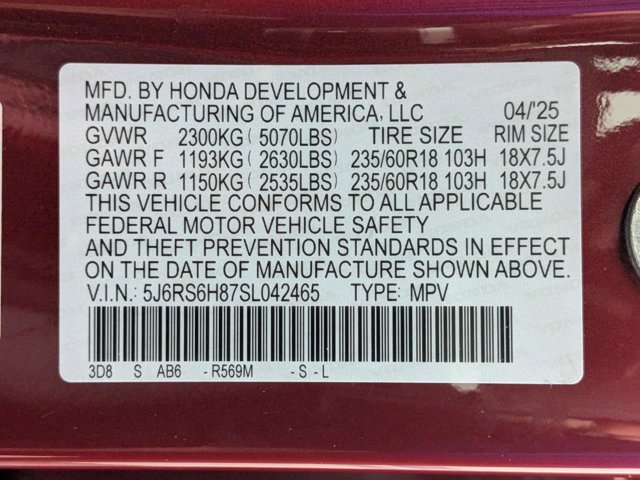 MFD. BY HONDA DEVELOPMENT &
MANUFACTURING OF AMERICA, LLC 04/'25
GVWR 2300KG ( 5070LBS) TIRE SIZE RIM SIZE
GAWR F 1193KG ( 2630LBS) 235/60R18 103H 18X7.5J
GAWR R 1150KG ( 2535LBS) 235/60R18 103H 18X7.5J
THIS VEHICLE CONFORMS TO ALL APPLICABLE
FEDERAL MOTOR VEHICLE SAFETY
AND THEFT PREVENTION STANDARDS IN EFFECT
ON THE DATE OF MANUFACTURE SHOWN ABOVE.
V.I.N.: 5J6RS6H87SL042465 TYPE: MPV
3D8 S AB6 - R569M - S - L